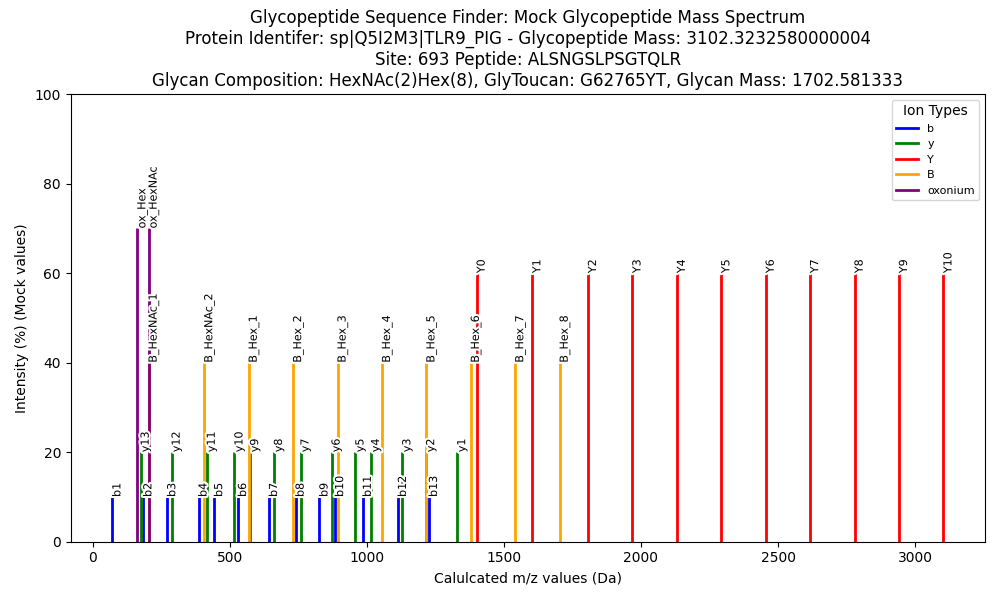 Glycopeptide Sequence Finder: Mock Glycopeptide Mass Spectrum
Protein Identifer: sp|Q5I2M3|TLR9_PIG - Glycopeptide Mass: 3102.3232580000004
Site: 693 Peptide: ALSNGSLPSGTQLR
Glycan Composition: HexNAc(2)Hex(8), GlyToucan: G62765YT, Glycan Mass: 1702.581333
Intensity (%) (Mock values)
100
80
60
40
20
0
Ion Types
b
y
Y
B
oxonium
ox_Hex
ox_HexNAc
Y0
Y1
Y2
Y3
Y4
Y5
Y6
Y7
Y8
Y9
Y10
B_HexNAc_1
B_HexNAc_2
B_Hex_1
B_Hex_2
B_Hex_3
B_Hex_4
B_Hex_5
B_Hex_6
B_Hex_7
B_Hex_8
y13
y12
y11
y10
y9
y8
y7
y6
y5
y4
y3
y2
y1
b1
b2
b3
b4
b5
b6
b7
b8
b9
b10
b11
b12
b13
0
500
1000
1500
2000
2500
3000
Calulcated m/z values (Da)